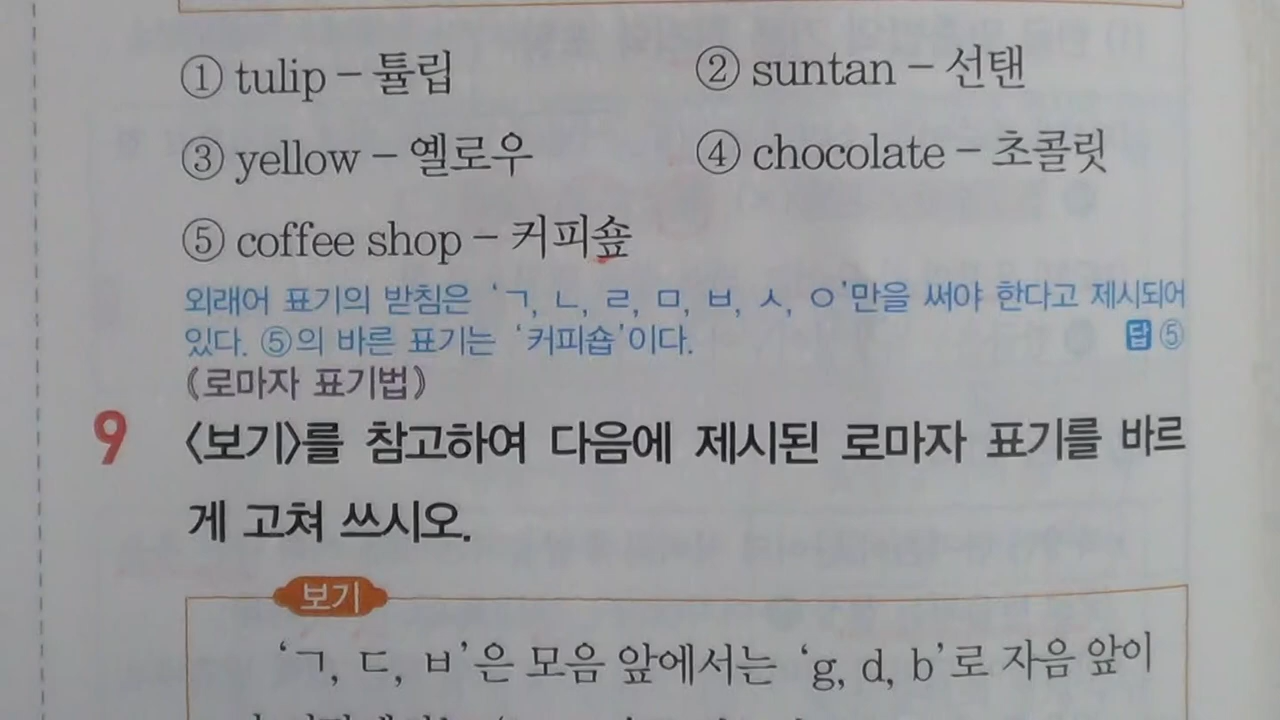 ① tulip – 튤립
② suntan – 선탠
③ yellow – 옐로우
④ chocolate – 초콜릿
⑤ coffee shop – 커피숖
외래어 표기의 받침은 ‘ㄱ, ㄴ, ㄹ, ㅁ, ㅂ, ㅅ, ㅇ’만을 써야 한다고 제시되어
있다. ⑤의 바른 표기는 ‘커피숍’이다. 답 ⑤
《로마자 표기법》
9 〈보기〉를 참고하여 다음에 제시된 로마자 표기를 바르
게 고쳐 쓰시오.
보기
‘ㄱ, ㄷ, ㅂ’은 모음 앞에서는 ‘g, d, b’로 자음 앞이